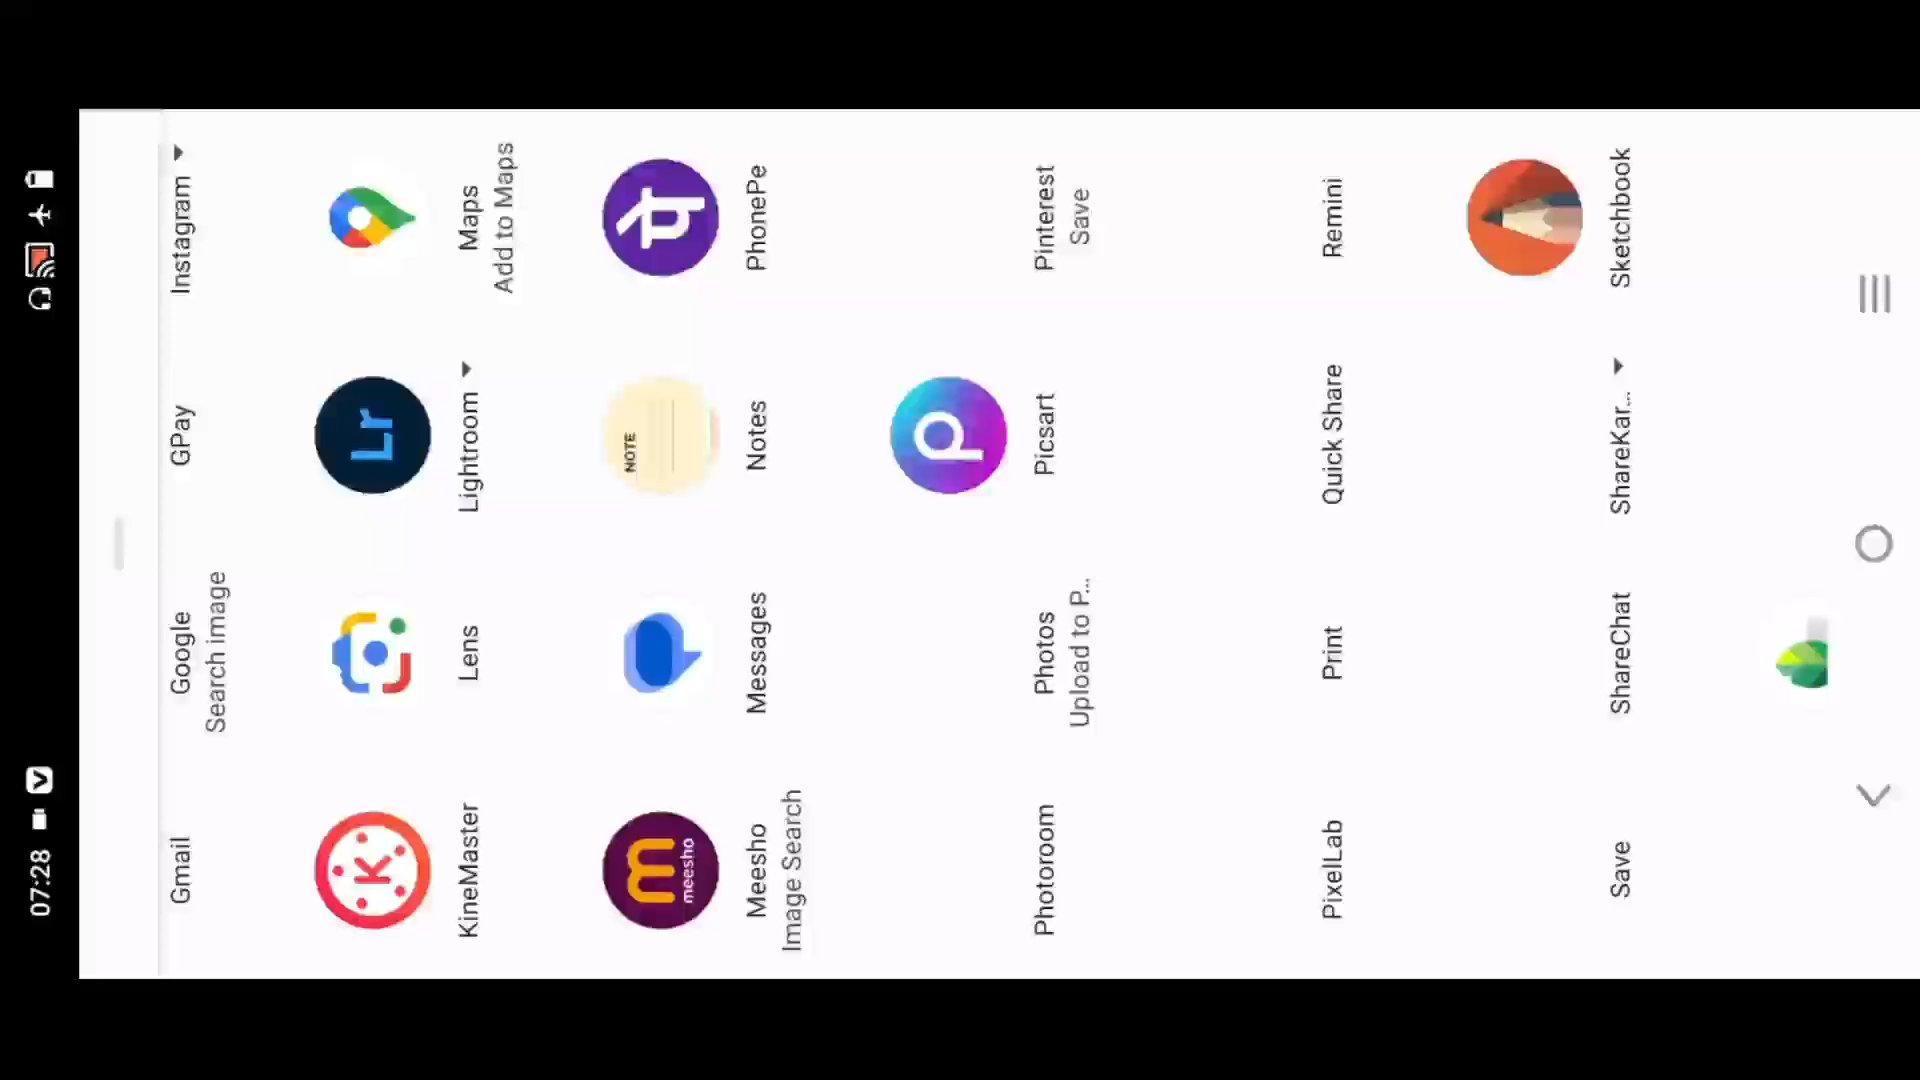 07:28
Gmail
Google
GPay
Instagram
Search image
K
Lr
KineMaster
Lens
Lightroom
Maps
Add to Maps
meesho
NOTE
Meesho
Messages
Notes
PhonePe
Image Search
Photoroom
Photos
Picsart
Pinterest
Upload to P...
Save
PixelLab
Print
Quick Share
Remini
Save
ShareChat
ShareKar...
Sketchbook